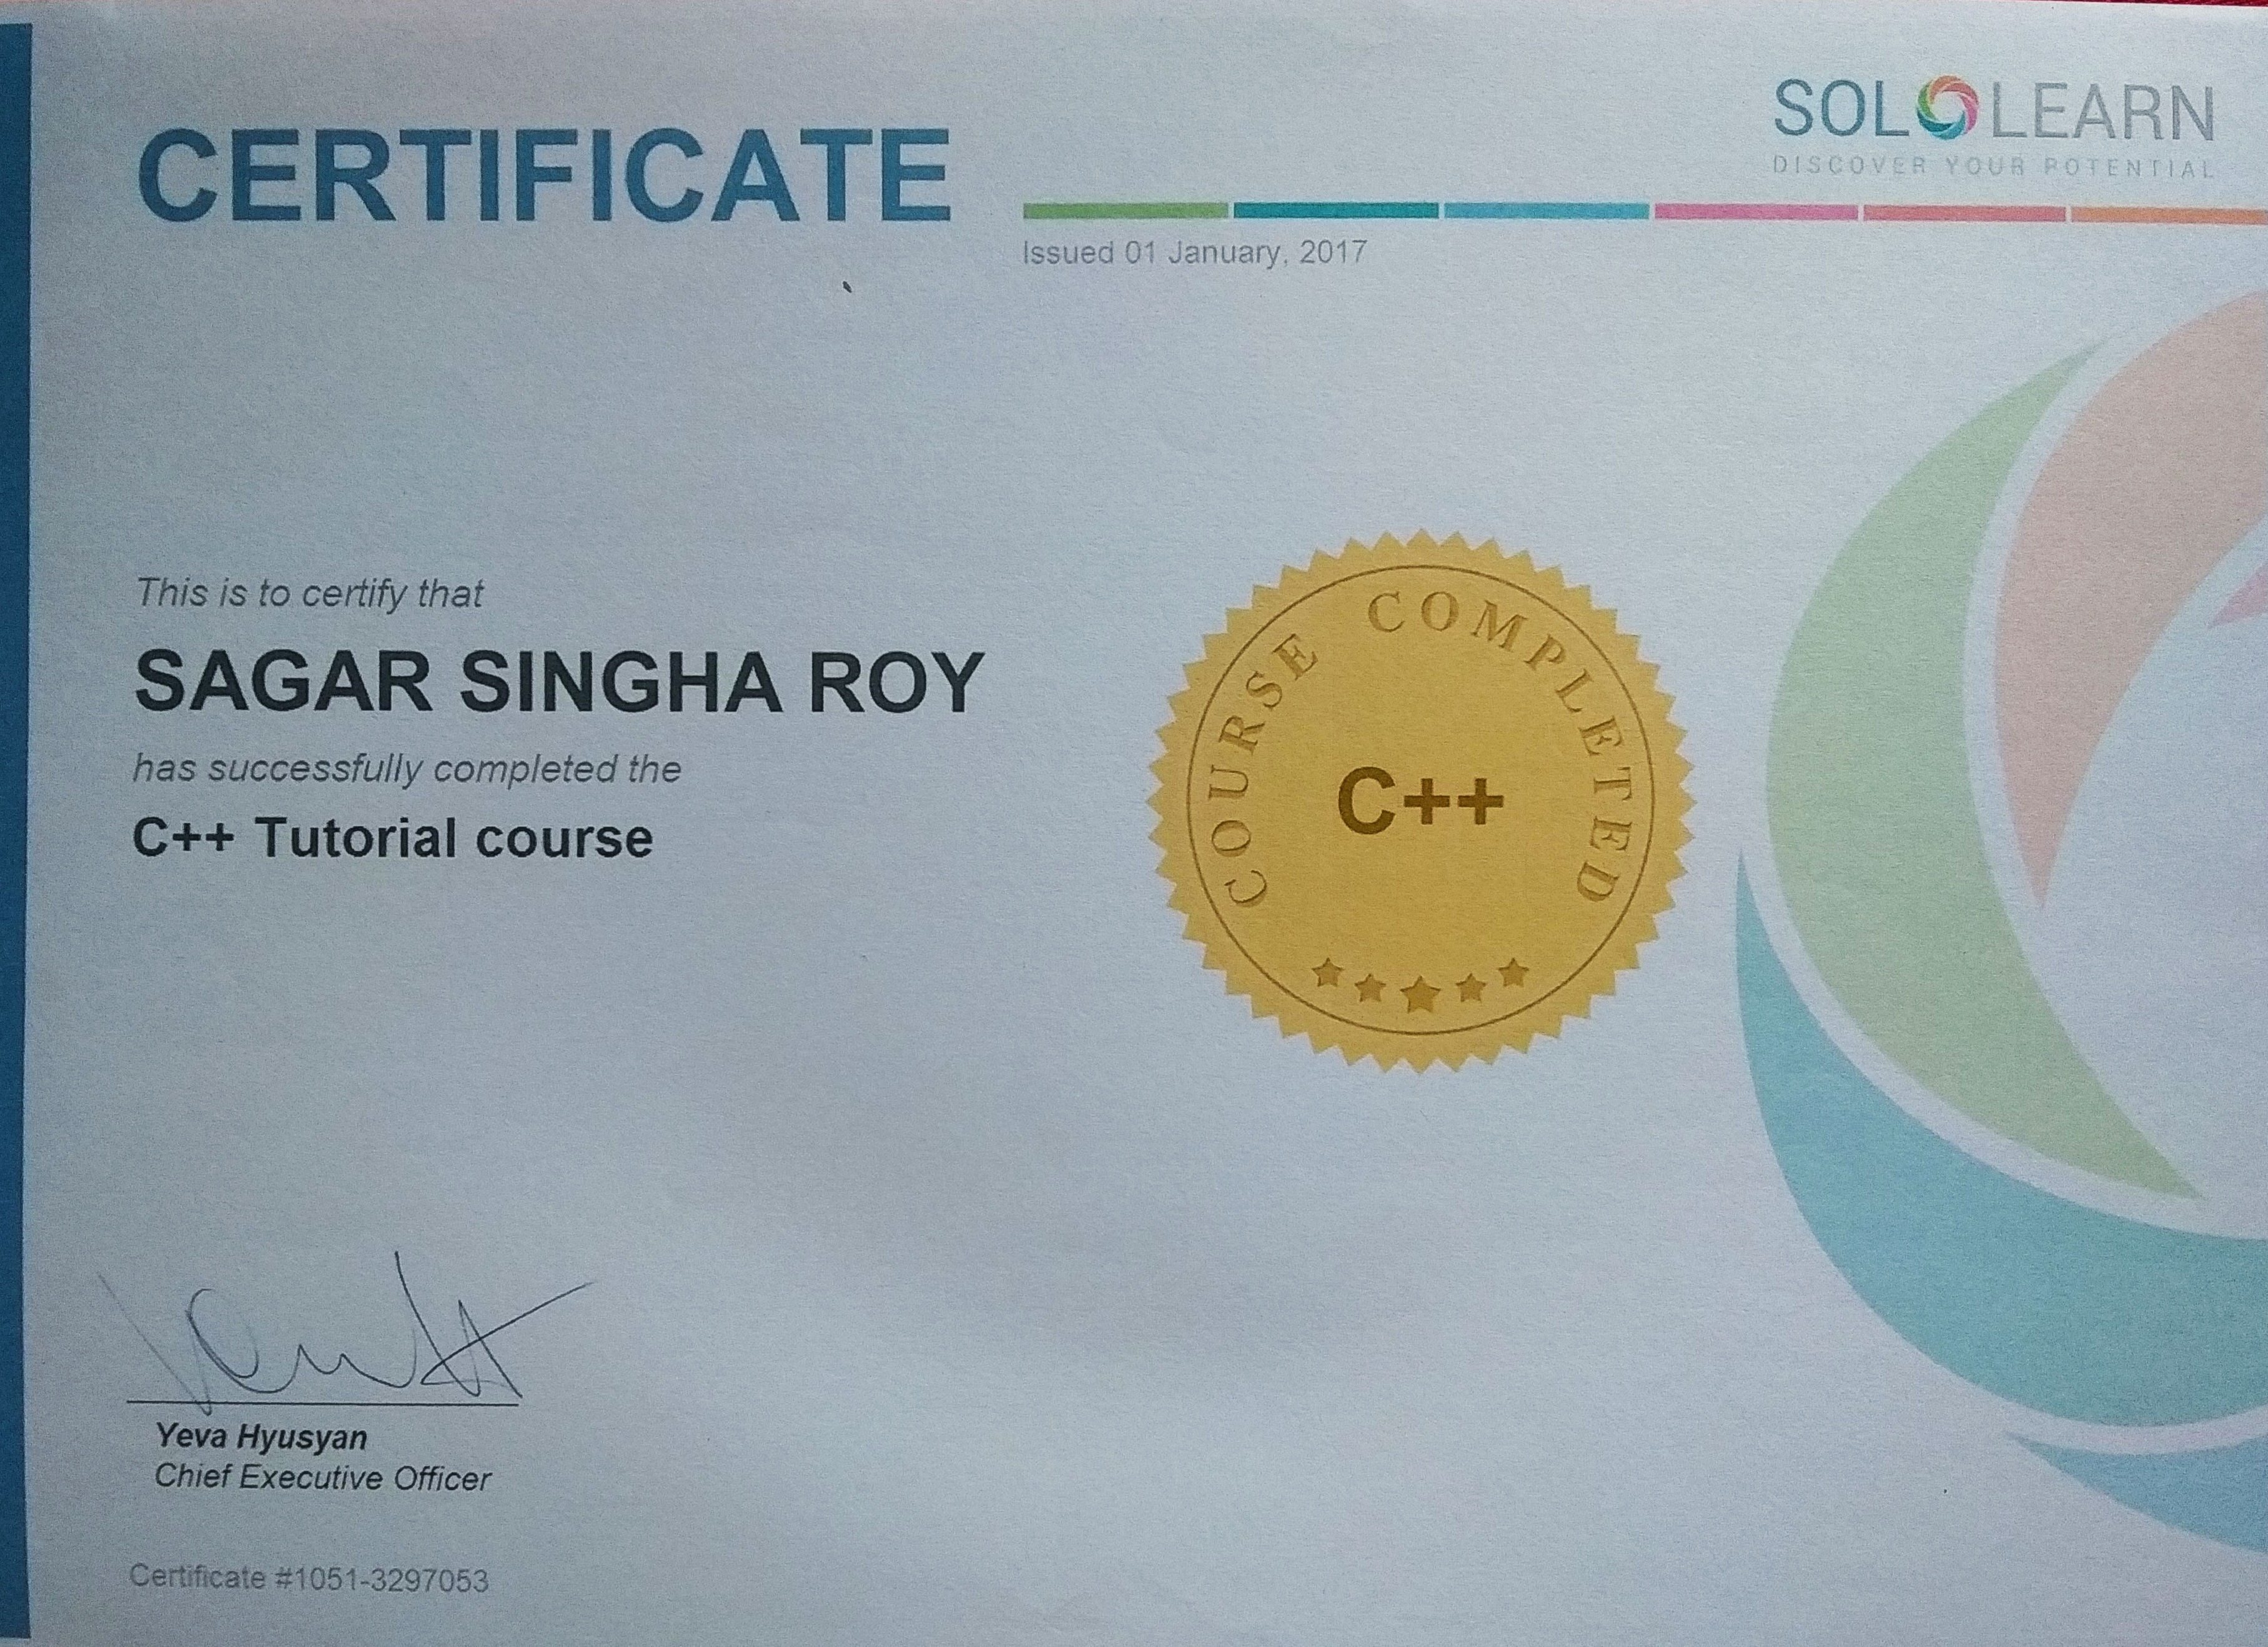 CERTIFICATE
SOLOLEARN
DISCOVER YOUR POTENTIAL
Issued 01 January, 2017
This is to certify that
SAGAR SINGHA ROY
has successfully completed the
C++ Tutorial course
COURSE COMPLETED
C++
Yeva Hyusyan
Chief Executive Officer
Certificate #1051-3297053